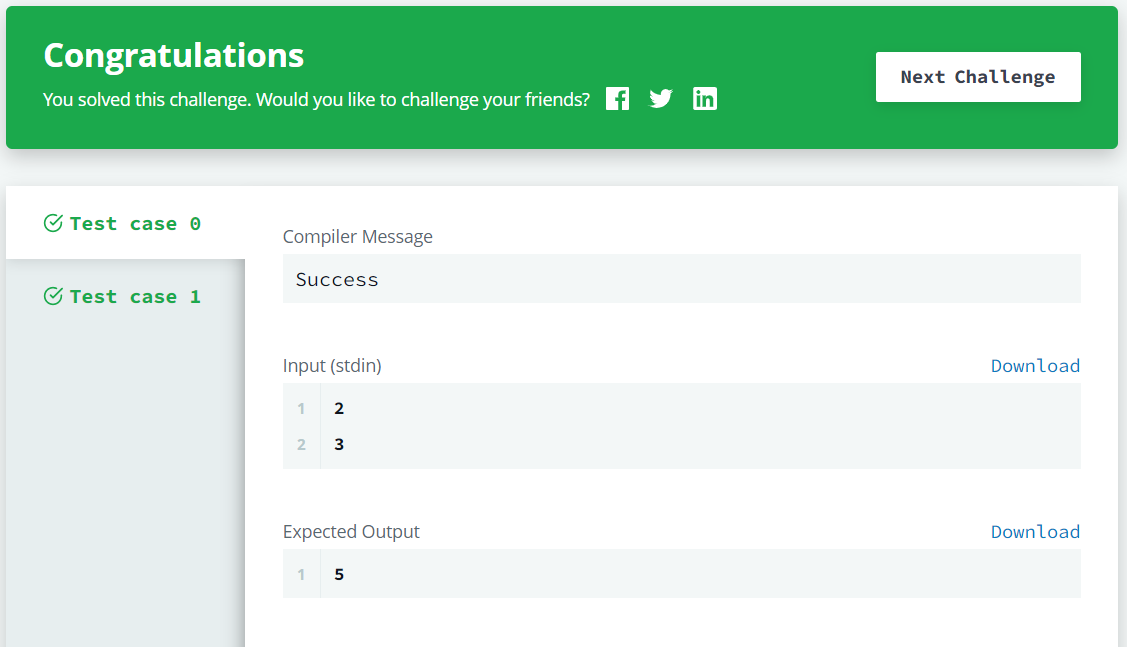 Congratulations
You solved this challenge. Would you like to challenge your friends?
Next Challenge
Test case 0
Test case 1
Compiler Message
Success
Input (stdin)
Download
1 2
2 3
Expected Output
Download
1 5